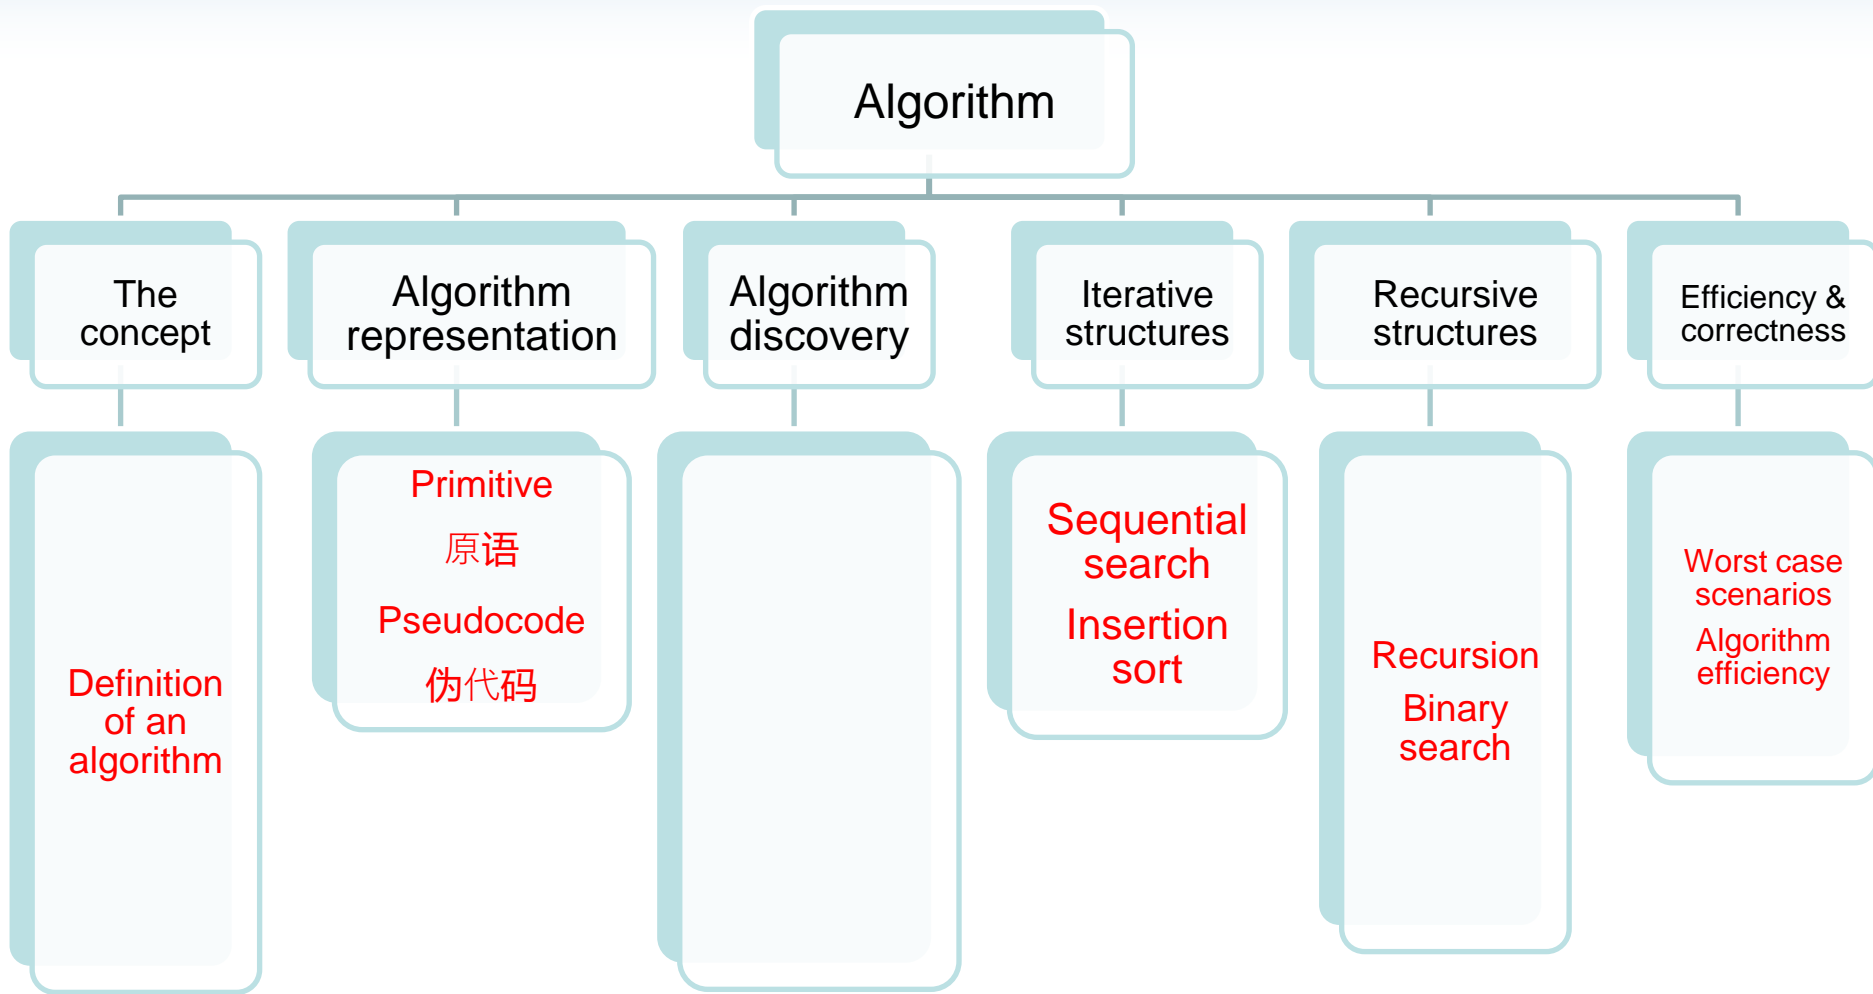 Algorithm
The
concept
Algorithm
representation
Algorithm
discovery
Iterative
structures
Recursive
structures
Efficiency &
correctness
Definition
of an
algorithm
Primitive
原语
Pseudocode
伪代码
Sequential
search
Insertion
sort
Recursion
Binary
search
Worst case
scenarios
Algorithm
efficiency